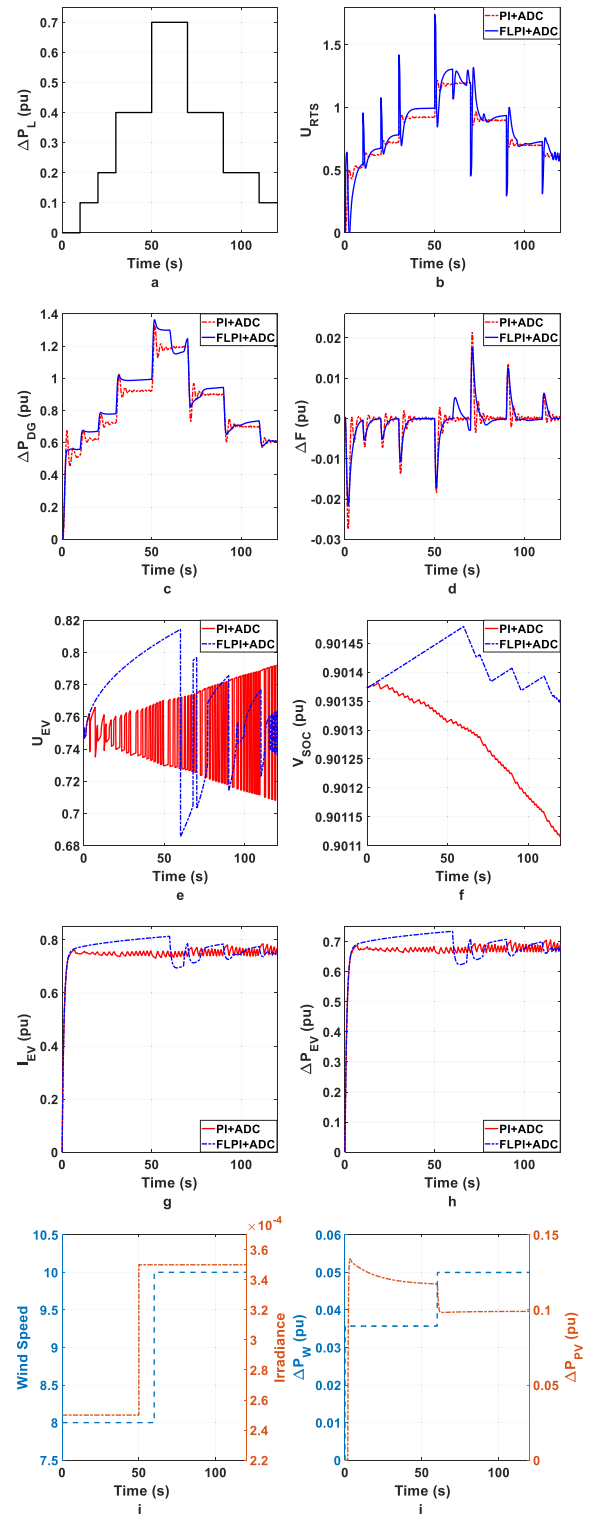 0.7
0.6
0.5
0.4
0.3
0.2
0.1
0
ΔP_L (pu)
0 50 100
Time (s)
a
PI+ADC
FLPI+ADC
1.5
1
0.5
0
U_RTS
0 50 100
Time (s)
b
PI+ADC
FLPI+ADC
1.4
1.2
1
0.8
0.6
0.4
0.2
0
ΔP_DG (pu)
0 50 100
Time (s)
c
PI+ADC
FLPI+ADC
0.02
0.01
0
-0.01
-0.02
-0.03
ΔF (pu)
0 50 100
Time (s)
d
PI+ADC
FLPI+ADC
0.82
0.8
0.78
0.76
0.74
0.72
0.7
0.68
U_EV (pu)
0 50 100
Time (s)
e
PI+ADC
FLPI+ADC
0.90145
0.9014
0.90135
0.9013
0.90125
0.9012
0.90115
0.9011
V_SOC (pu)
0 50 100
Time (s)
f
0.8
0.6
0.4
0.2
0
I_EV (pu)
PI+ADC
FLPI+ADC
0 50 100
Time (s)
g
0.7
0.6
0.5
0.4
0.3
0.2
0.1
0
ΔP_EV (pu)
PI+ADC
FLPI+ADC
0 50 100
Time (s)
h
×10^-4
10.5
10
9.5
9
8.5
8
7.5
Wind Speed
3.6
3.4
3.2
3
2.8
2.6
2.4
2.2
Irradiance
0 50 100
Time (s)
i
0.06
0.05
0.04
0.03
0.02
0.01
0
ΔP_W (pu)
0.15
0.1
0.05
0
ΔP_PV (pu)
0 50 100
Time (s)